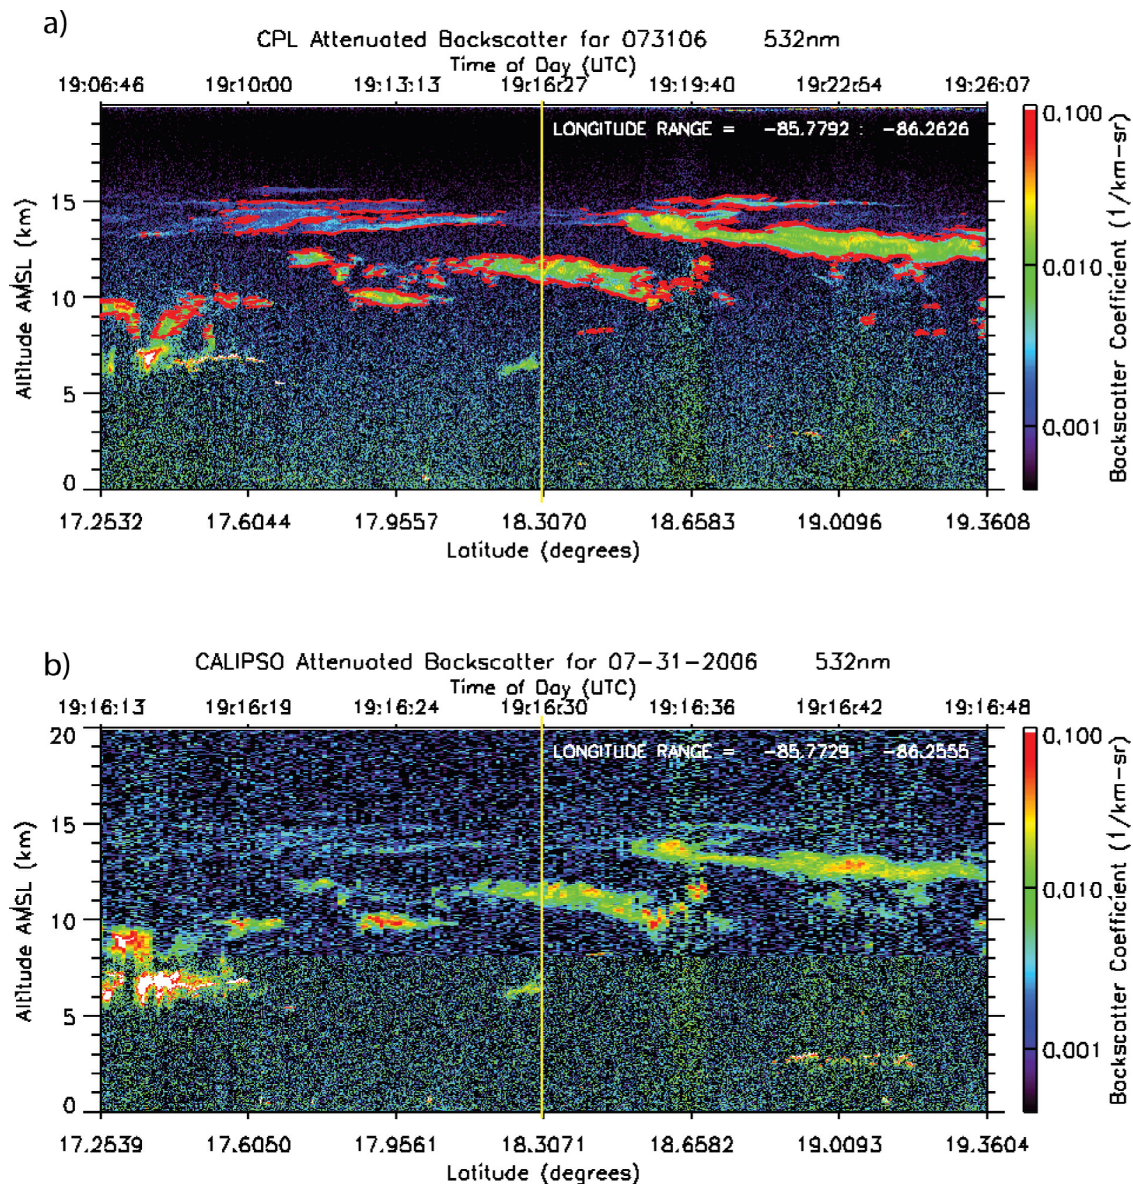 a)
CPL Attenuated Backscatter for 073106 532nm
Time of Day (UTC)
19:06:46 19:10:00 19:13:13 19:16:27 19:19:40 19:22:54 19:26:07
LONGITUDE RANGE = -85.7792 : -86.2626
15
10
5
0
Altitude AMSL (km)
0.100
0.010
0.001
Backscatter Coefficient (1/km-sr)
17.2532 17.6044 17.9557 18.3070 18.6583 19.0096 19.3608
Latitude (degrees)
b)
CALIPSO Attenuated Backscatter for 07-31-2006 532nm
Time of Day (UTC)
19:16:13 19:16:19 19:16:24 19:16:30 19:16:36 19:16:42 19:16:48
LONGITUDE RANGE = -85.7729 -86.2555
20
15
10
5
0
Altitude AMSL (km)
0.100
0.010
0.001
Backscatter Coefficient (1/km-sr)
17.2539 17.6050 17.9561 18.3071 18.6582 19.0093 19.3604
Latitude (degrees)